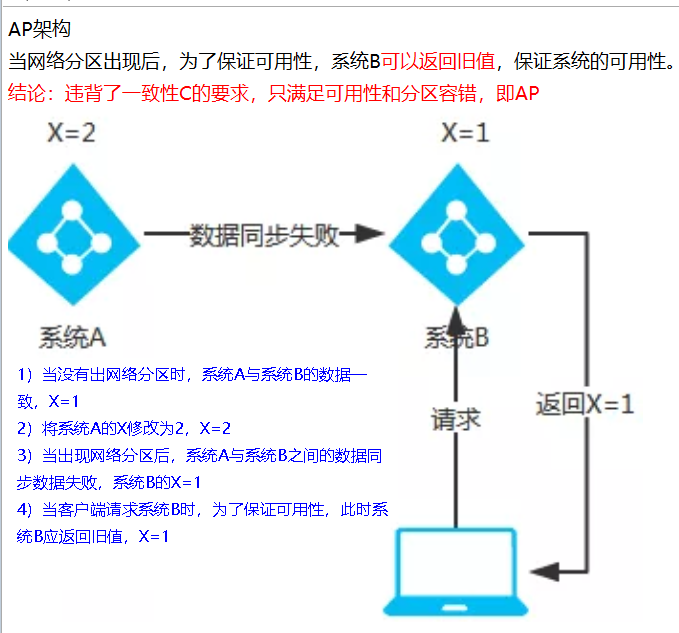 AP架构
当网络分区出现后，为了保证可用性，系统B可以返回旧值，保证系统的可用性。
结论：违背了一致性C的要求，只满足可用性和分区容错，即AP
X=2
X=1
数据同步失败
系统A
系统B
1）当没有出网络分区时，系统A与系统B的数据一
致，X=1
2）将系统A的X修改为2，X=2
3）当出现网络分区后，系统A与系统B之间的数据同
步数据失败，系统B的X=1
4）当客户端请求系统B时，为了保证可用性，此时系
统B应返回旧值，X=1
请求
返回X=1